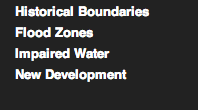 Historical Boundaries
Flood Zones
Impaired Water
New Development